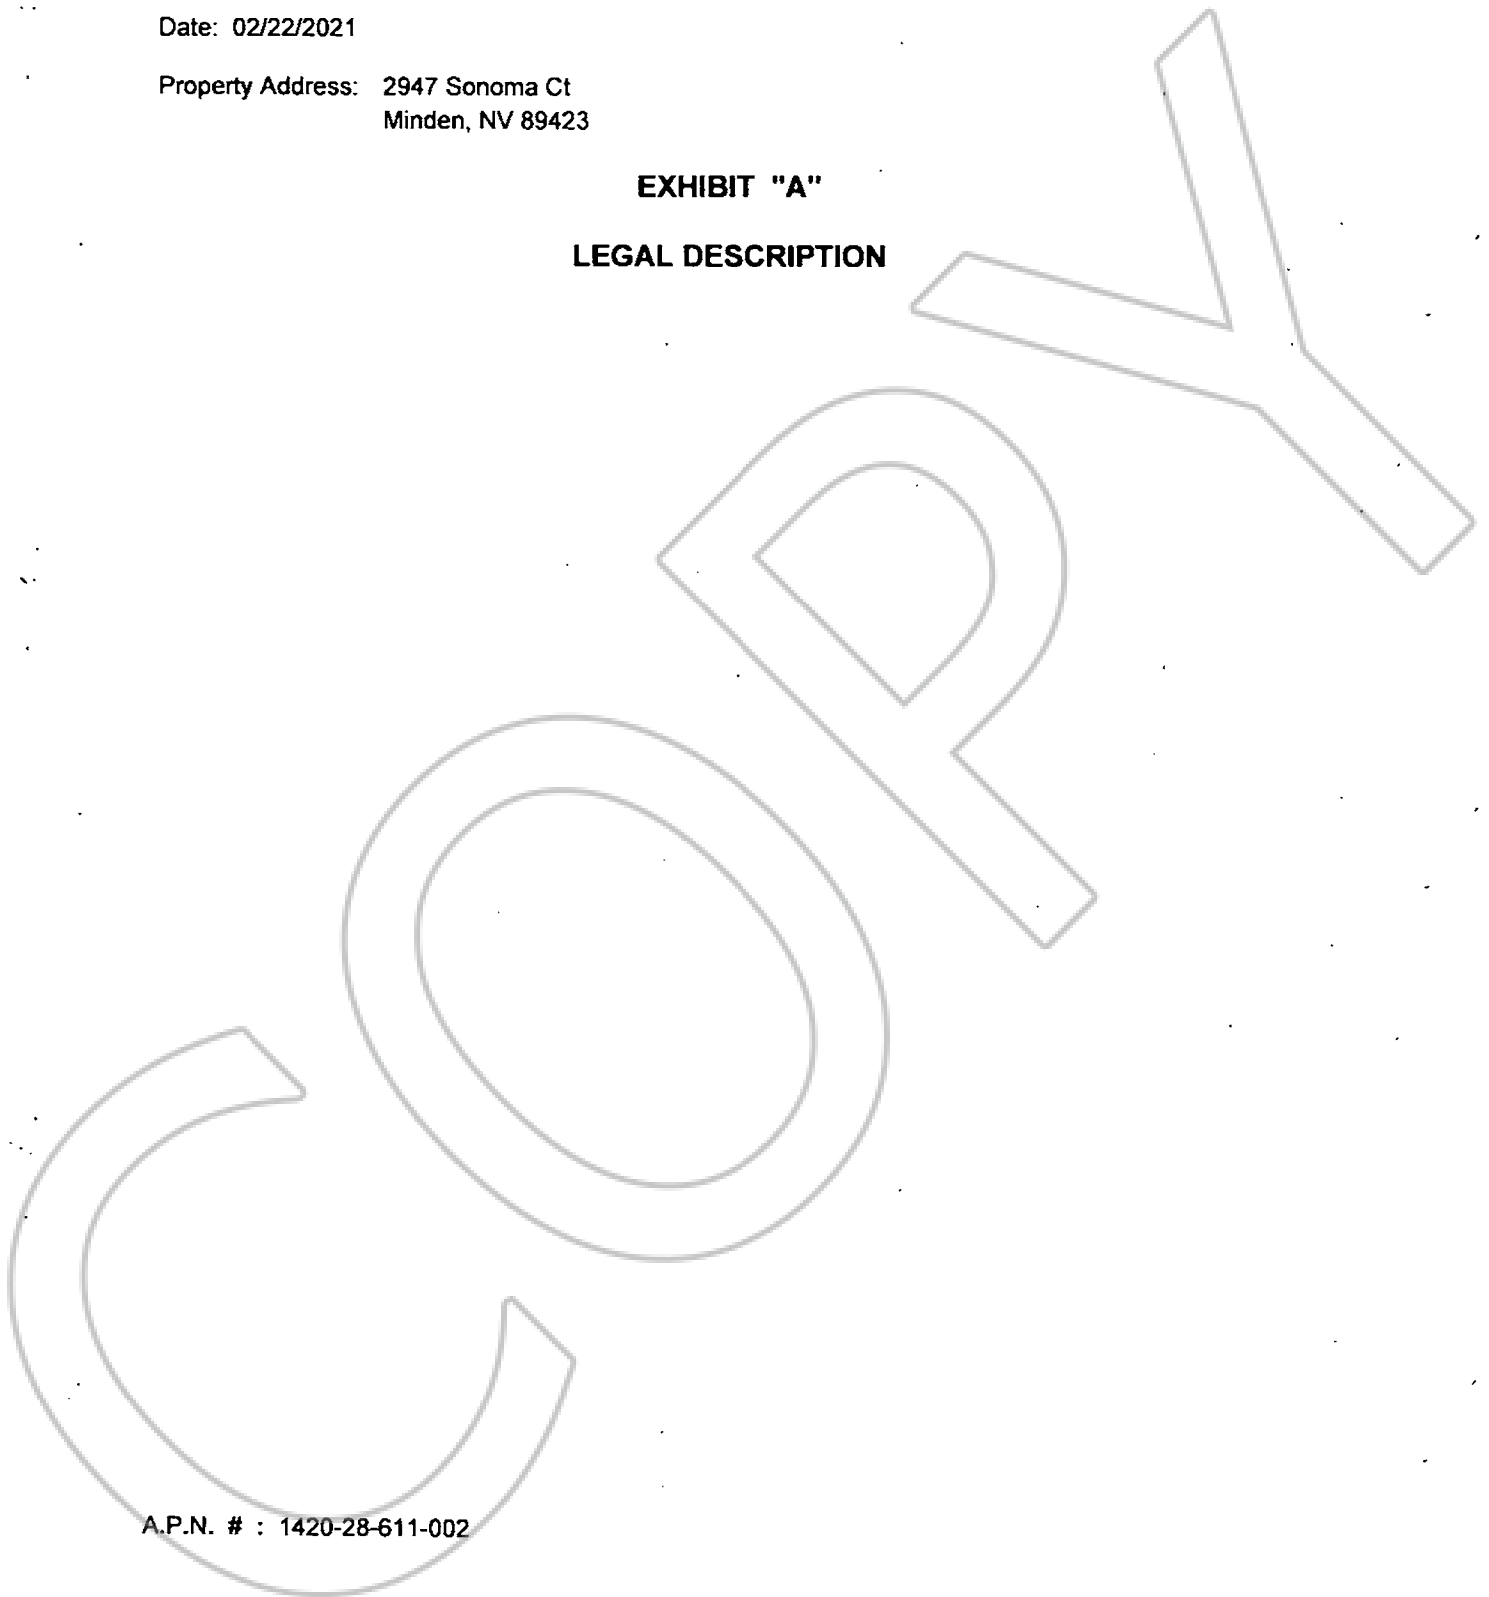 Date: 02/22/2021
Property Address: 2947 Sonoma Ct
Minden, NV 89423
EXHIBIT "A"
LEGAL DESCRIPTION
COPY
A.P.N. # : 1420-28-611-002